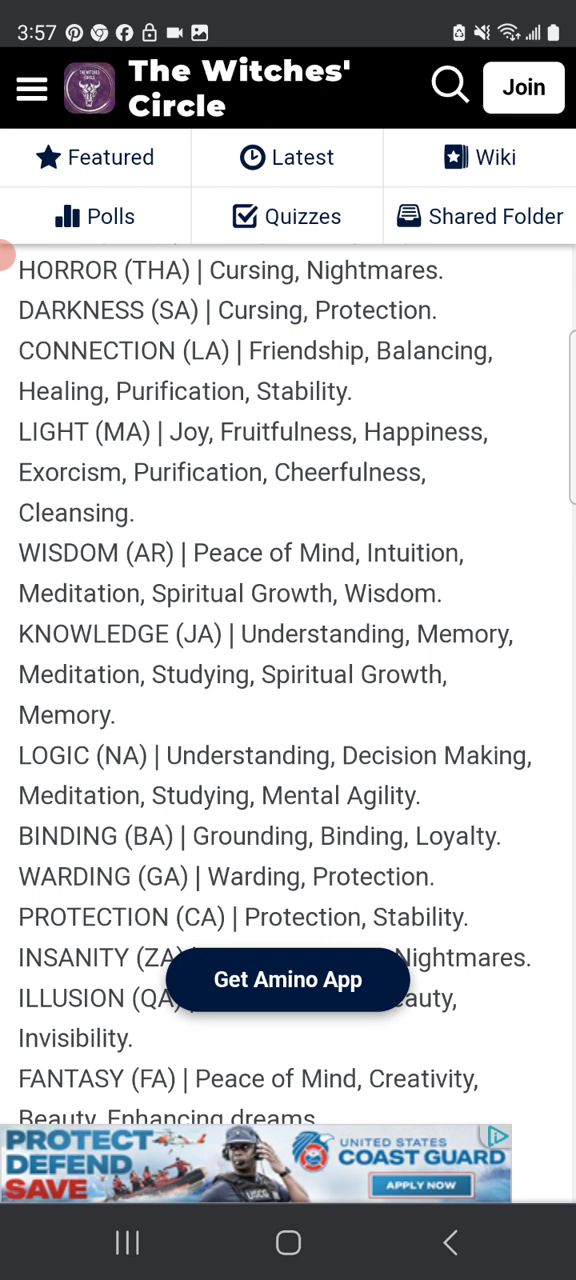 3:57
The Witches'
Circle
Join
Featured
Latest
Wiki
Polls
Quizzes
Shared Folder
HORROR (THA) | Cursing, Nightmares.
DARKNESS (SA) | Cursing, Protection.
CONNECTION (LA) | Friendship, Balancing,
Healing, Purification, Stability.
LIGHT (MA) | Joy, Fruitfulness, Happiness,
Exorcism, Purification, Cheerfulness,
Cleansing.
WISDOM (AR) | Peace of Mind, Intuition,
Meditation, Spiritual Growth, Wisdom.
KNOWLEDGE (JA) | Understanding, Memory,
Meditation, Studying, Spiritual Growth,
Memory.
LOGIC (NA) | Understanding, Decision Making,
Meditation, Studying, Mental Agility.
BINDING (BA) | Grounding, Binding, Loyalty.
WARDING (GA) | Warding, Protection.
PROTECTION (CA) | Protection, Stability.
INSANITY (ZA) Nightmares.
Get Amino App
ILLUSION (QA)
Invisibility.
FANTASY (FA) | Peace of Mind, Creativity,
Beauty, Enhancing dreams
PROTECT
DEFEND
SAVE
USCG
UNITED STATES
COAST GUARD
APPLY NOW